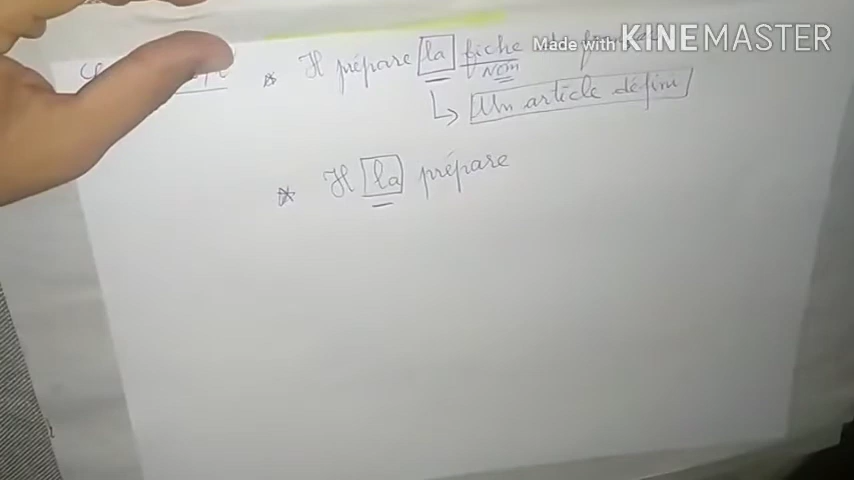 * Il prépare la fiche
Made with KINEMASTER
NOM
Un article défini
* Il la prépare